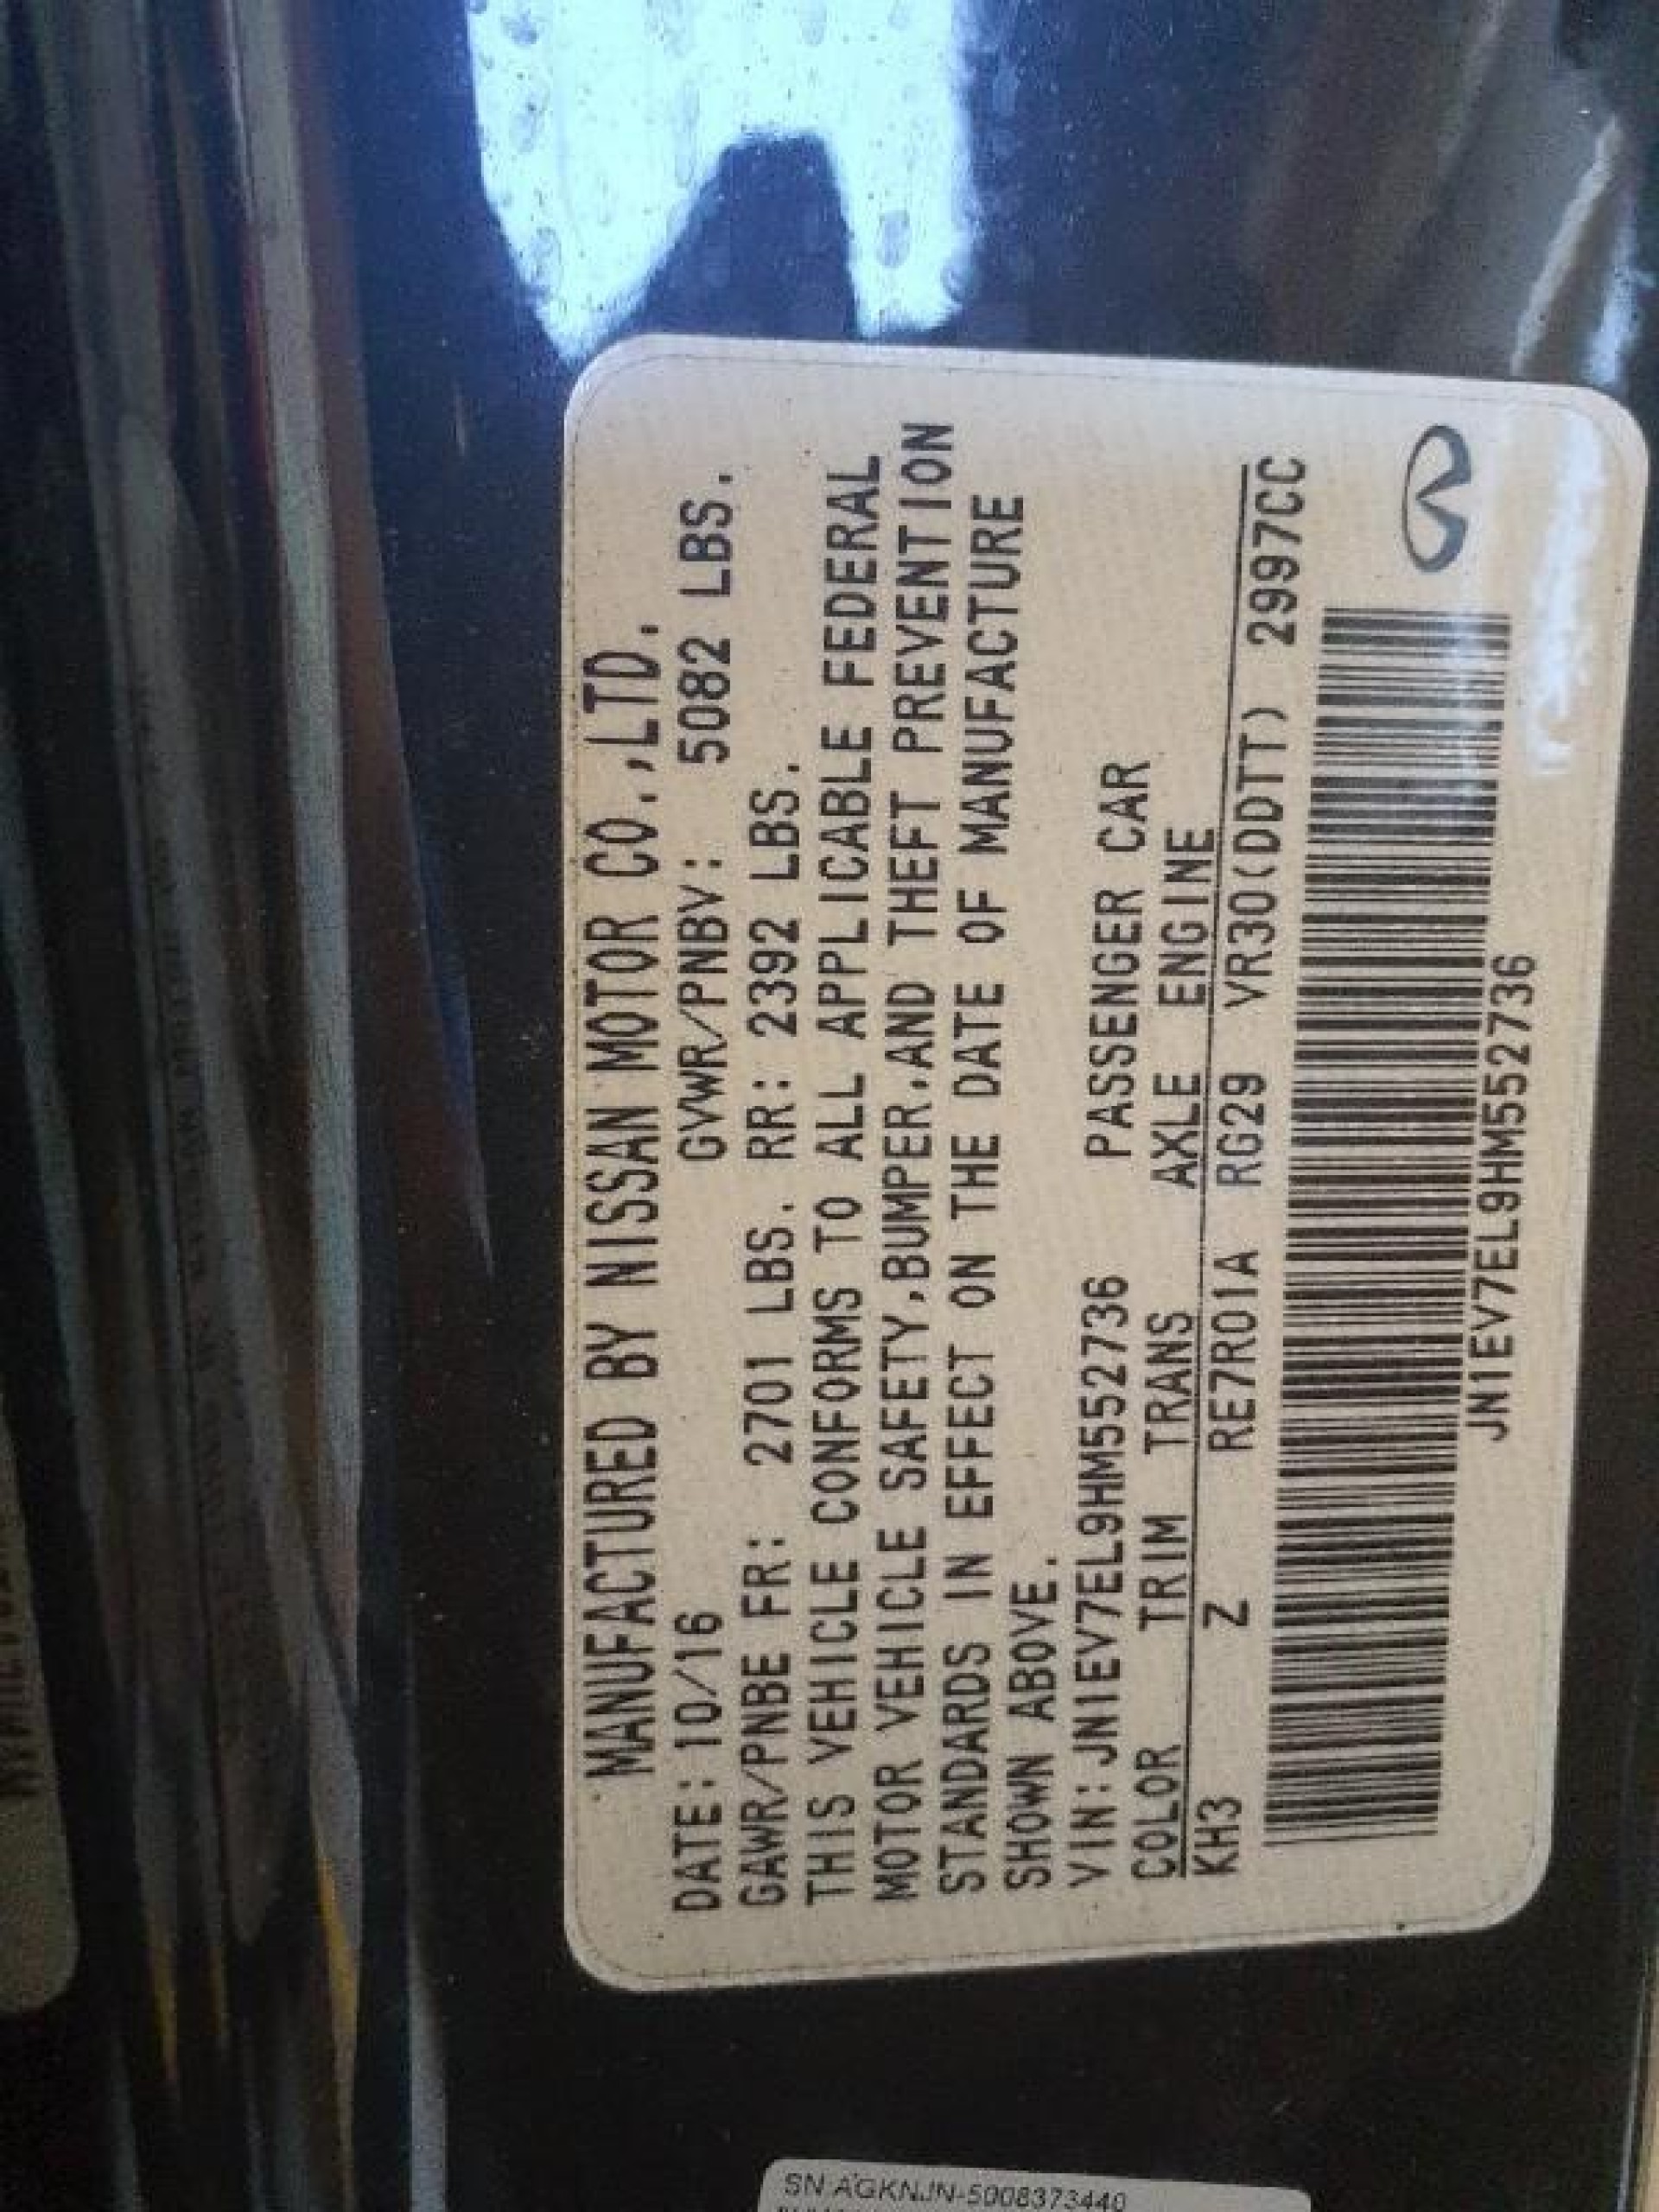 MANUFACTURED BY NISSAN MOTOR CO.,LTD.
DATE:10/16 GVWR/PNBV: 5082 LBS.
GAWR/PNBE FR: 2701 LBS. RR: 2392 LBS.
THIS VEHICLE CONFORMS TO ALL APPLICABLE FEDERAL
MOTOR VEHICLE SAFETY,BUMPER,AND THEFT PREVENTION
STANDARDS IN EFFECT ON THE DATE OF MANUFACTURE
SHOWN ABOVE.
VIN:JN1EV7EL9HM552736 PASSENGER CAR
COLOR TRIM TRANS AXLE ENGINE
KH3 Z RE7R01A RG29 VR30(DDTT) 2997CC
JN1EV7EL9HM552736
SN:AGKNJN-5008373440